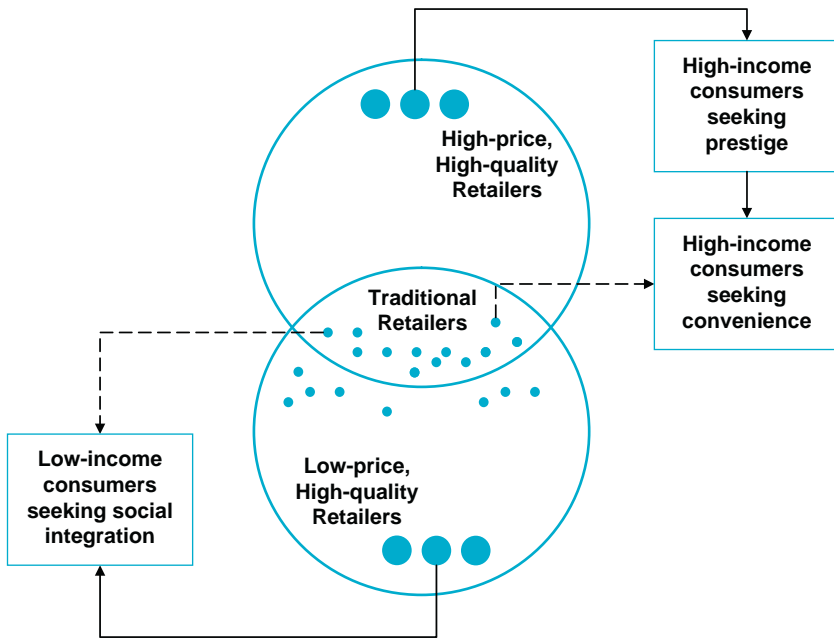 High-income
consumers
seeking
prestige
High-price,
High-quality
Retailers
High-income
consumers
seeking
convenience
Traditional
Retailers
Low-income
consumers
seeking social
integration
Low-price,
High-quality
Retailers